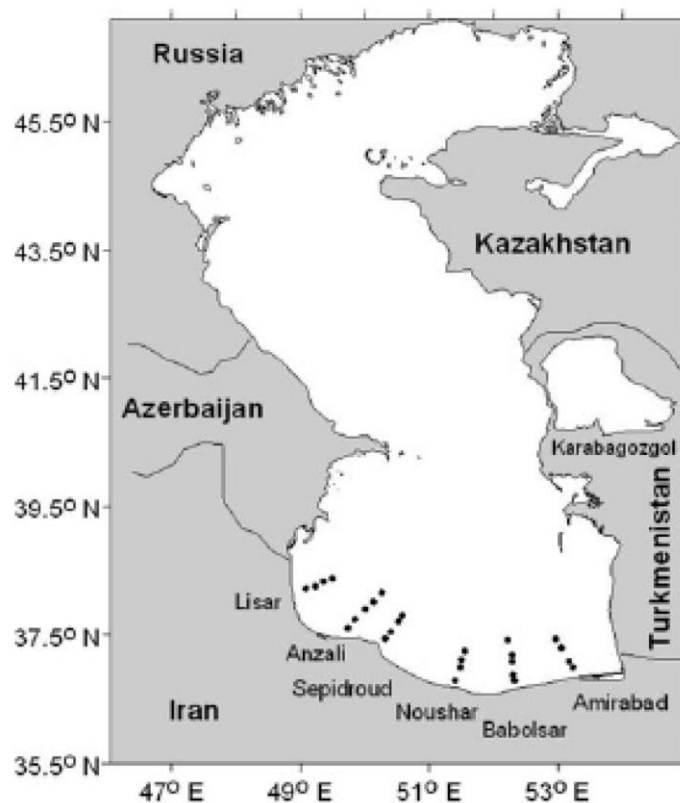 Russia
45.5° N
Kazakhstan
43.5° N
41.5° N
Azerbaijan
Karabagozgol
39.5° N
Turkmenistan
Lisar
37.5° N
Anzali
Sepidroud
Amirabad
Iran
Noushar
Babolsar
35.5° N
47° E
49° E
51° E
53° E